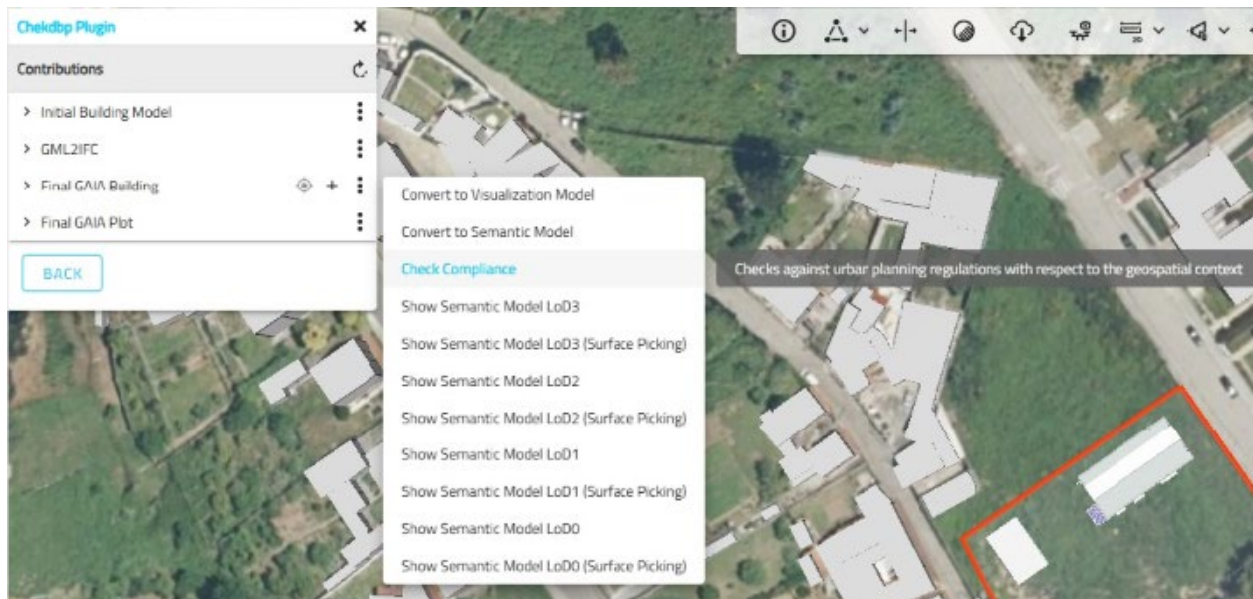 Chekdbp Plugin
Contributions
Initial Building Model
GML2IFC
Final GAIA Building
Final GAIA Plot
BACK
Convert to Visualization Model
Convert to Semantic Model
Check Compliance
Checks against urban planning regulations with respect to the geospatial context
Show Semantic Model LoD3
Show Semantic Model LoD3 (Surface Picking)
Show Semantic Model LoD2
Show Semantic Model LoD2 (Surface Picking)
Show Semantic Model LoD1
Show Semantic Model LoD1 (Surface Picking)
Show Semantic Model LoD0
Show Semantic Model LoD0 (Surface Picking)
2D